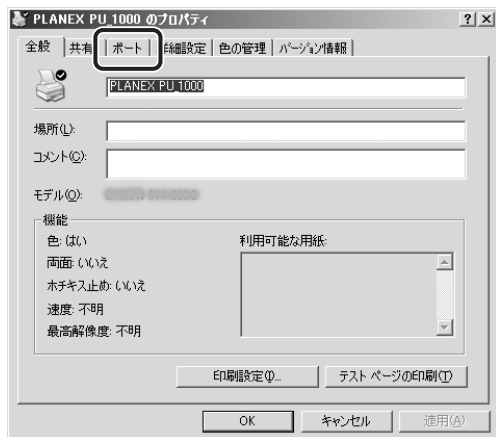 PLANEX PU_1000 のプロパティ ? ×
全般 共有 ポート 詳細設定 色の管理 バージョン情報
PLANEX PU_1000
場所(L):
コメント(C):
モデル(O):
機能
色: はい 利用可能な用紙:
両面: いいえ
ホチキス止め: いいえ
速度: 不明
最高解像度: 不明
印刷設定(I)... テスト ページの印刷(T)
OK キャンセル 適用(A)